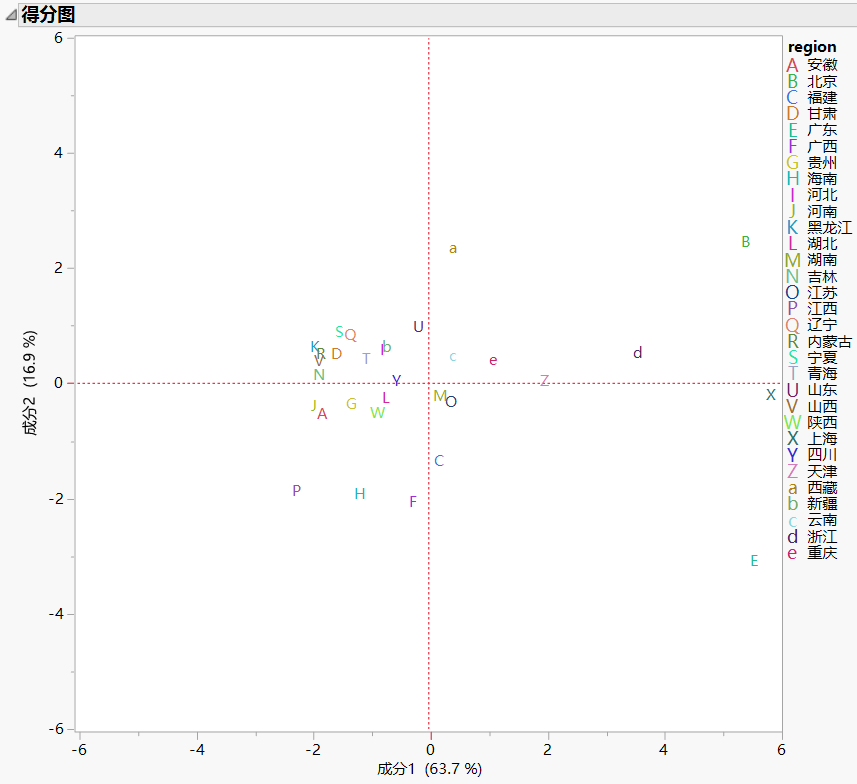 得分图
6
4
2
0
-2
-4
-6
成分2 (16.9 %)
B
a
U
S
Q
K
R
V
D
I
b
T
N
Y
c
e
d
Z
X
J
A
G
L
W
M
O
C
P
H
F
E
-6
-4
-2
0
2
4
6
成分1 (63.7 %)
region
A 安徽
B 北京
C 福建
D 甘肃
E 广东
F 广西
G 贵州
H 海南
I 河北
J 河南
K 黑龙江
L 湖北
M 湖南
N 吉林
O 江苏
P 江西
Q 辽宁
R 内蒙古
S 宁夏
T 青海
U 山东
V 山西
W 陕西
X 上海
Y 四川
Z 天津
a 西藏
b 新疆
c 云南
d 浙江
e 重庆